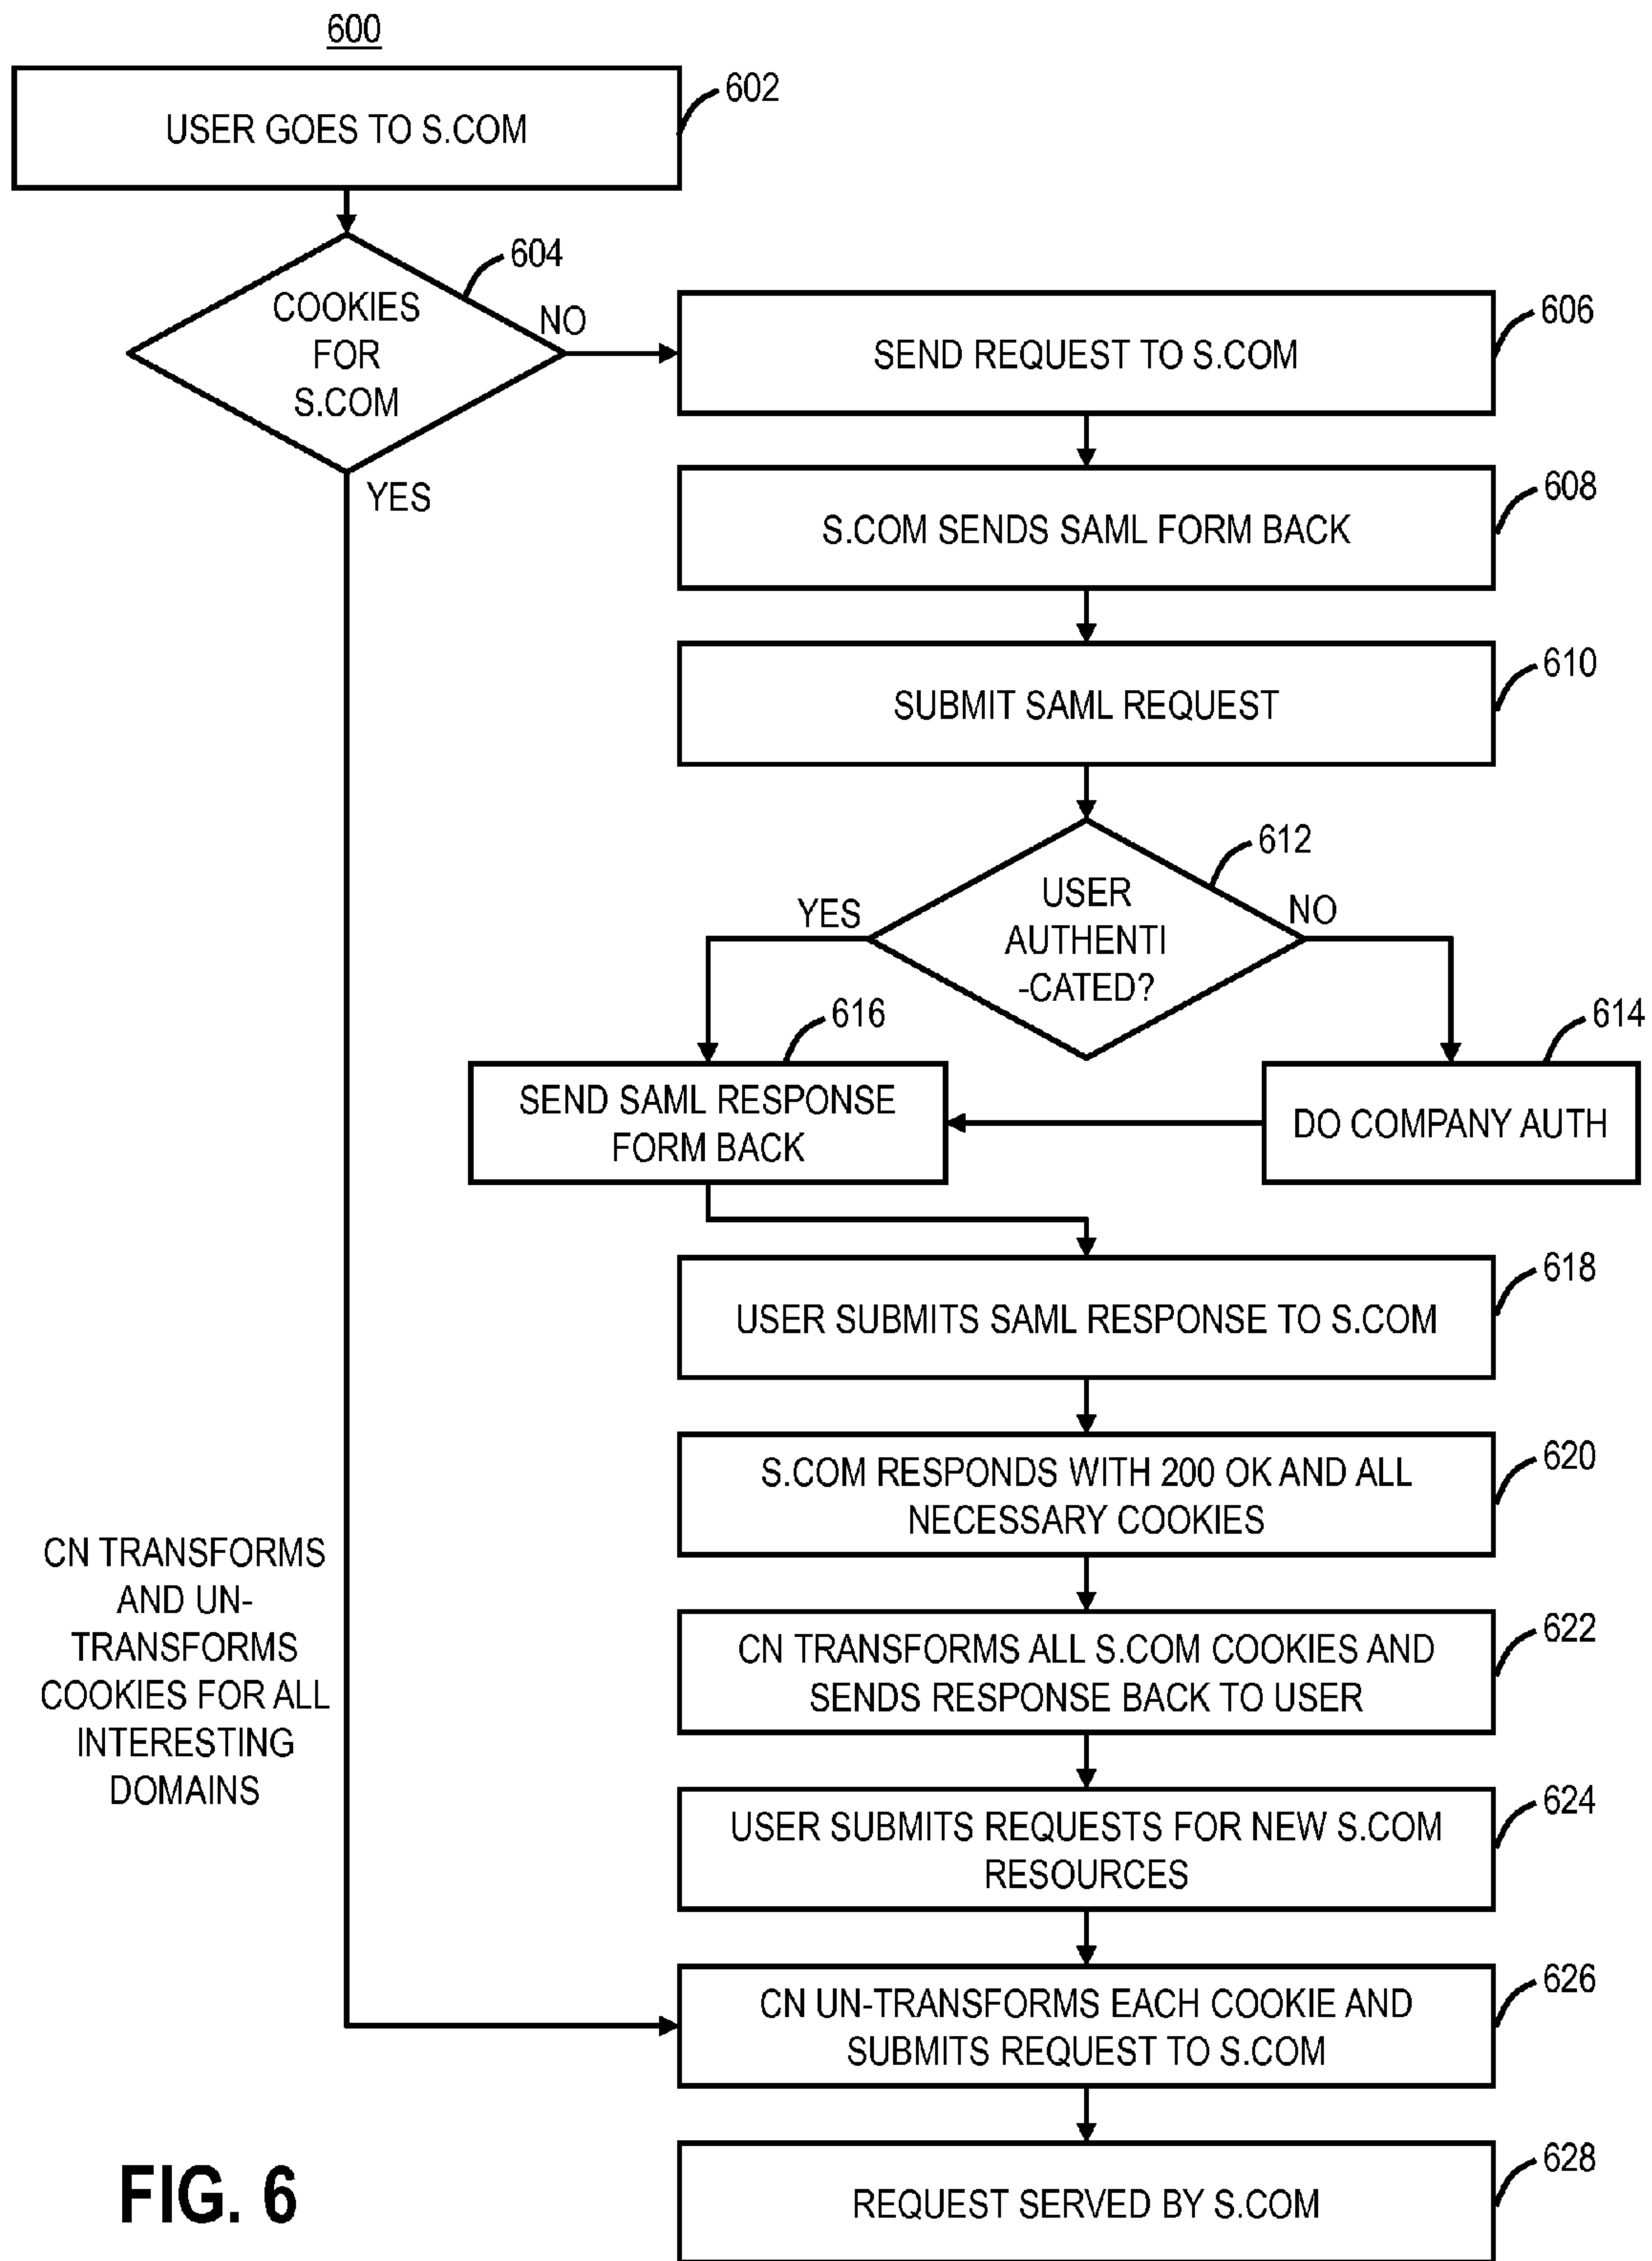 600
USER GOES TO S.COM
602
COOKIES
FOR
S.COM
604
NO
YES
SEND REQUEST TO S.COM
606
S.COM SENDS SAML FORM BACK
608
SUBMIT SAML REQUEST
610
USER
AUTHENTI
-CATED?
612
YES
NO
SEND SAML RESPONSE
FORM BACK
616
DO COMPANY AUTH
614
USER SUBMITS SAML RESPONSE TO S.COM
618
S.COM RESPONDS WITH 200 OK AND ALL
NECESSARY COOKIES
620
CN TRANSFORMS
AND UN-
TRANSFORMS
COOKIES FOR ALL
INTERESTING
DOMAINS
CN TRANSFORMS ALL S.COM COOKIES AND
SENDS RESPONSE BACK TO USER
622
USER SUBMITS REQUESTS FOR NEW S.COM
RESOURCES
624
CN UN-TRANSFORMS EACH COOKIE AND
SUBMITS REQUEST TO S.COM
626
REQUEST SERVED BY S.COM
628
FIG. 6